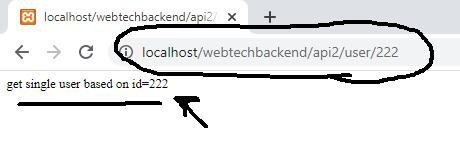 localhost/webtechbackend/api2/
localhost/webtechbackend/api2/user/222
get single user based on id=222